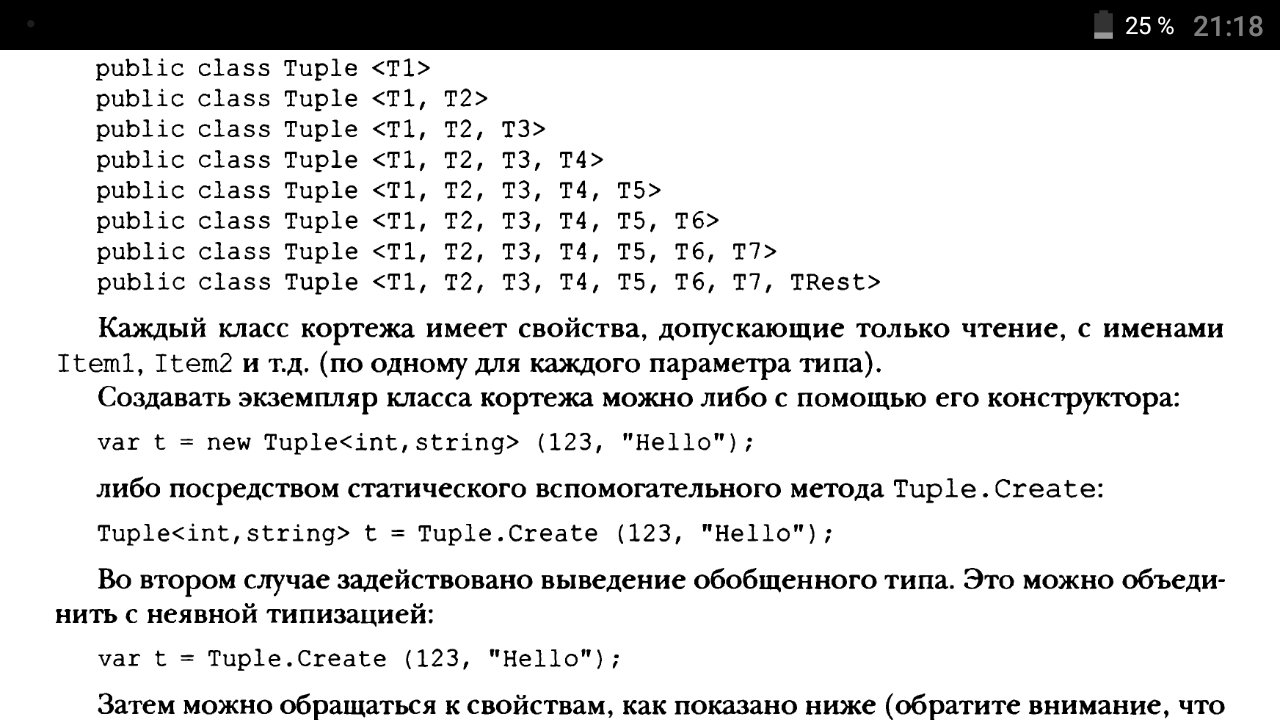 25 % 21:18
public class Tuple <T1>
public class Tuple <T1, T2>
public class Tuple <T1, T2, T3>
public class Tuple <T1, T2, T3, T4>
public class Tuple <T1, T2, T3, T4, T5>
public class Tuple <T1, T2, T3, T4, T5, T6>
public class Tuple <T1, T2, T3, T4, T5, T6, T7>
public class Tuple <T1, T2, T3, T4, T5, T6, T7, TRest>
Каждый класс кортежа имеет свойства, допускающие только чтение, с именами
Item1, Item2 и т.д. (по одному для каждого параметра типа).
Создавать экземпляр класса кортежа можно либо с помощью его конструктора:
var t = new Tuple<int,string> (123, "Hello");
либо посредством статического вспомогательного метода Tuple.Create:
Tuple<int,string> t = Tuple.Create (123, "Hello");
Во втором случае задействовано выведение обобщенного типа. Это можно объеди-
нить с неявной типизацией:
var t = Tuple.Create (123, "Hello");
Затем можно обращаться к свойствам, как показано ниже (обратите внимание, что